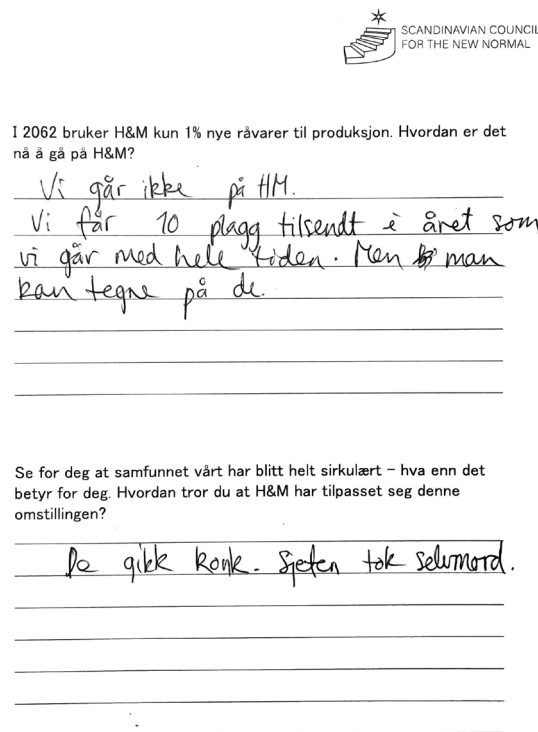 SCANDINAVIAN COUNCIL
FOR THE NEW NORMAL
I 2062 bruker H&M kun 1% nye råvarer til produksjon. Hvordan er det
nå å gå på H&M?
Vi går ikke på HM.
Vi får 10 plagg tilsendt i året som
vi går med hele tiden. Men man
kan tegne på de.
Se for deg at samfunnet vårt har blitt helt sirkulært – hva enn det
betyr for deg. Hvordan tror du at H&M har tilpasset seg denne
omstillingen?
De gikk konk. Sjefen tok selvmord.